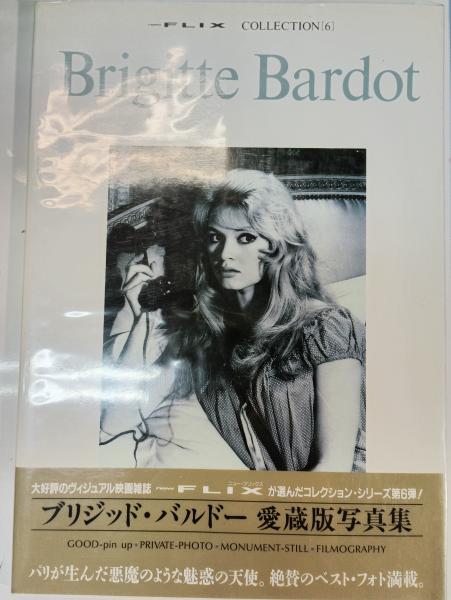 FLIX COLLECTION[6]
Brigitte Bardot
ニュー・フリックス
大好評のヴィジュアル映画雑誌 FLIX が選んだコレクション・シリーズ第6弾!
ブリジッド・バルドー 愛蔵版写真集
GOOD-pin up PRIVATE-PHOTO MONUMENT-STILL FILMOGRAPHY
パリが生んだ悪魔のような魅惑の天使。絶賛のベスト・フォト満載。